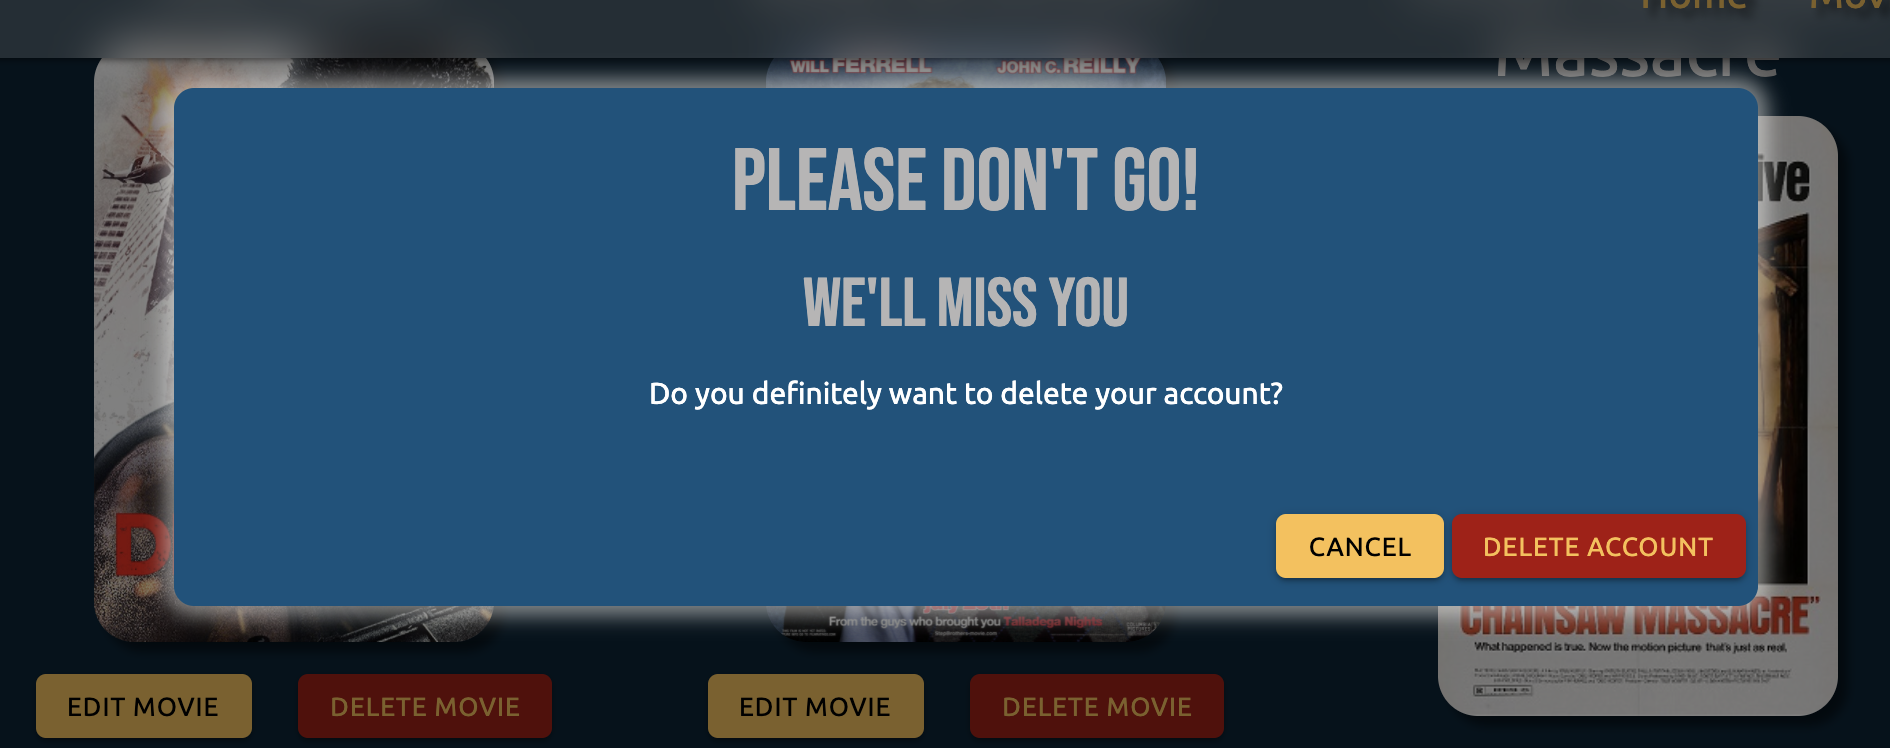 Home
WILL FERRELL JOHN C. REILLY
Massacre
PLEASE DON'T GO!
WE'LL MISS YOU
Do you definitely want to delete your account?
CANCEL DELETE ACCOUNT
D
From the guys who brought you Talladega Nights
CHAINSAW MASSACRE"
What happened is true. Now the motion picture that's just as real.
EDIT MOVIE DELETE MOVIE EDIT MOVIE DELETE MOVIE